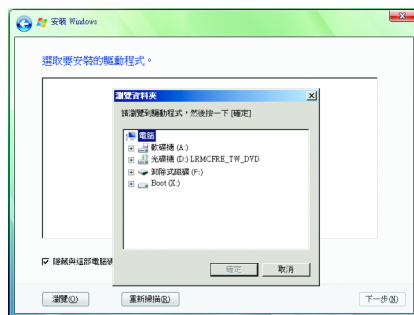 安裝 Windows
選取要安裝的驅動程式。
瀏覽資料夾
請瀏覽到驅動程式，然後按一下 [確定]
電腦
軟碟機 (A:)
光碟機 (D:) LRMCFRE_TW_DVD
卸除式磁碟 (F:)
Boot (X:)
隱藏與這部電腦硬
確定
取消
瀏覽(O)
重新掃描(R)
下一步(N)